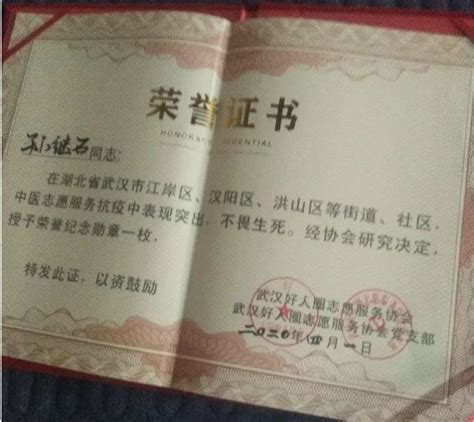 荣誉证书
HONORARY CREDENTIAL
继石同志：
在湖北省武汉市江岸区、汉阳区、洪山区等街道、社区，
中医志愿服务抗疫中表现突出，不畏生死。经协会研究决定，
授予荣誉纪念勋章一枚，
特发此证，以资鼓励
武汉好人圈志愿服务协会
武汉好人圈志愿服务协会党支部
二〇二〇年四月一日